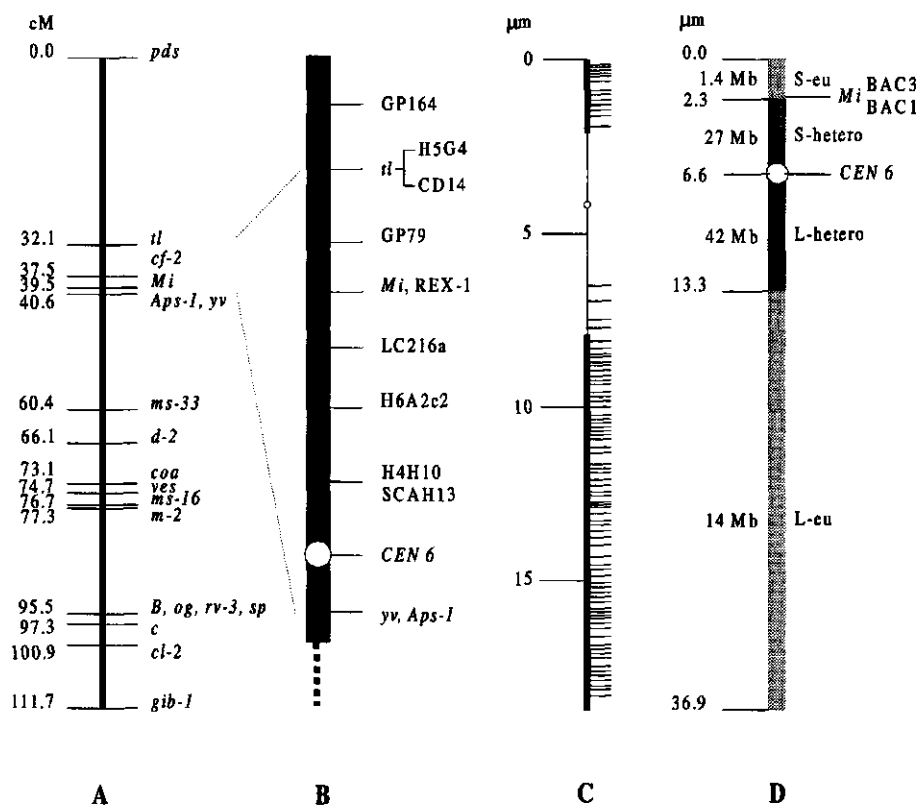 cM
0.0 pds
32.1 tl
cf-2
37.5
39.5 Mi
40.6 Aps-1, yv
60.4 ms-33
66.1 d-2
73.1 coa
74.7 yes
76.7 ms-16
77.3 m-2
95.5 B, og, rv-3, sp
97.3 c
100.9 cl-2
111.7 gib-1
A
GP164
H5G4
tl
CD14
GP79
Mi, REX-1
LC216a
H6A2c2
H4H10
SCAH13
CEN 6
yv, Aps-1
B
µm
0
5
10
15
C
µm
0.0
1.4 Mb S-eu
BAC3
Mi
BAC1
2.3
27 Mb S-hetero
6.6 CEN 6
42 Mb L-hetero
13.3
14 Mb L-eu
36.9
D